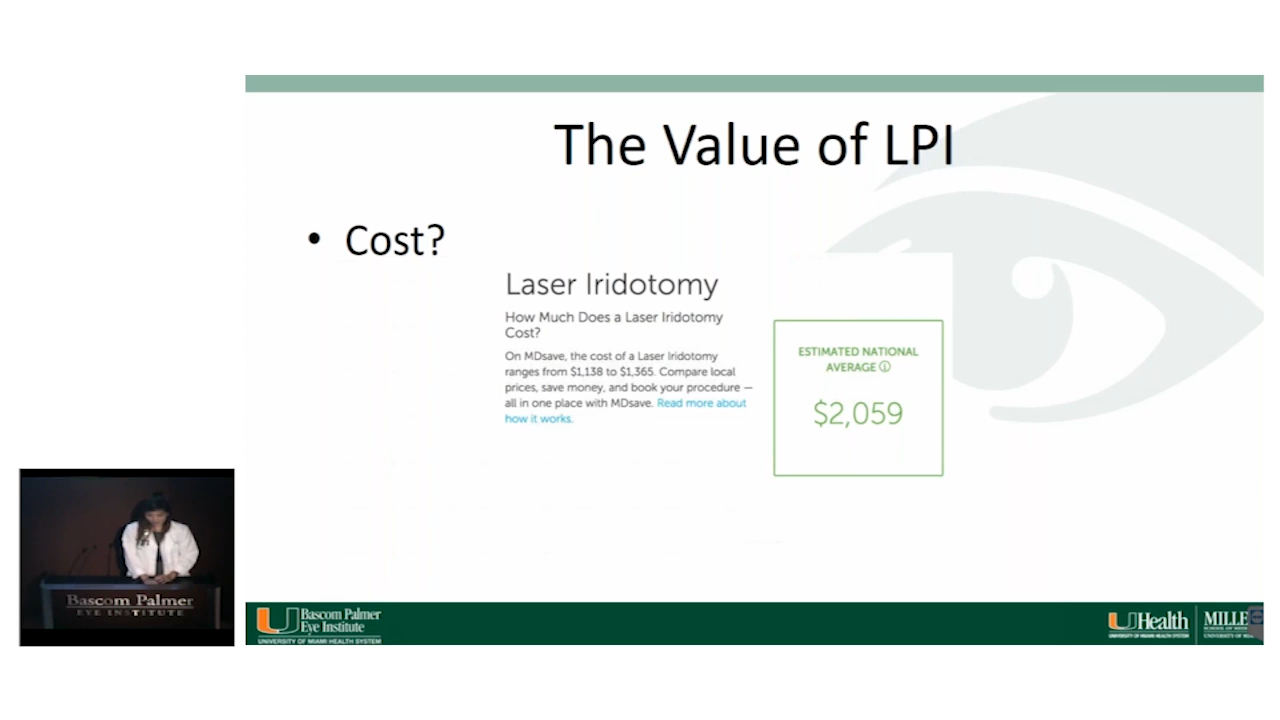 The Value of LPI
• Cost?
Laser Iridotomy
How Much Does a Laser Iridotomy
Cost?
On MDsave, the cost of a Laser Iridotomy
ranges from $1,138 to $1,365. Compare local
prices, save money, and book your procedure —
all in one place with MDsave. Read more about
how it works.
ESTIMATED NATIONAL
AVERAGE ⓘ
$2,059
Bascom Palmer
EYE INSTITUTE
Bascom Palmer
Eye Institute
UNIVERSITY OF MIAMI HEALTH SYSTEM
UHealth
UNIVERSITY OF MIAMI HEALTH SYSTEM
MILLE